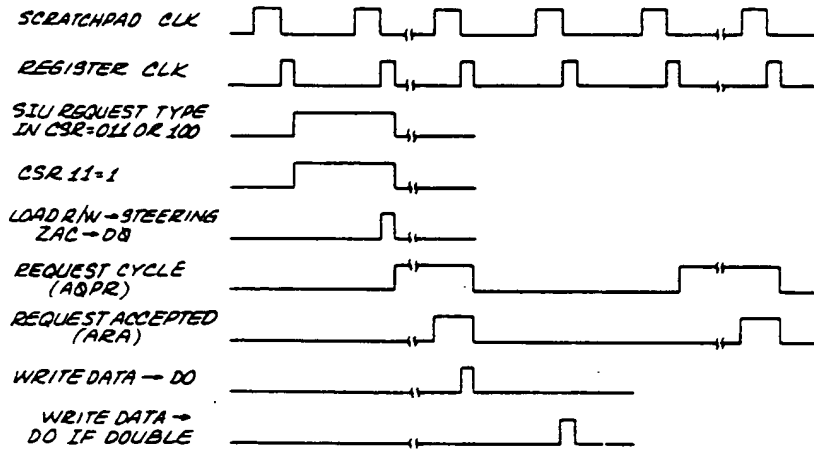 SCRATCHPAD CLK
REGISTER CLK
SIU REQUEST TYPE
IN CSR=011 OR 100
CSR 11=1
LOAD R/W→STEERING
ZAC→DO
REQUEST CYCLE
(AOPR)
REQUEST ACCEPTED
(ARA)
WRITE DATA → DO
WRITE DATA →
DO IF DOUBLE